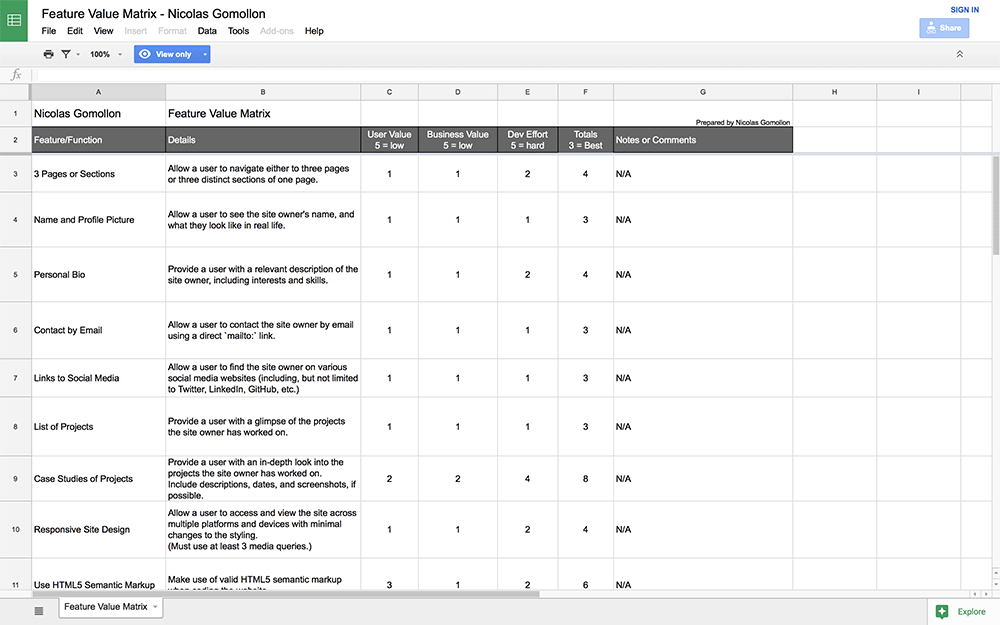 Feature Value Matrix - Nicolas Gomollon
SIGN IN
File Edit View Insert Format Data Tools Add-ons Help
Share
100% View only
fx
A B C D E F G H I
1 Nicolas Gomollon Feature Value Matrix Prepared by Nicolas Gomollon
2 Feature/Function Details User Value Business Value Dev Effort Totals Notes or Comments
5 = low 5 = low 5 = hard 3 = Best
3 3 Pages or Sections Allow a user to navigate either to three pages 1 1 2 4 N/A
or three distinct sections of one page.
4 Name and Profile Picture Allow a user to see the site owner's name, and 1 1 1 3 N/A
what they look like in real life.
5 Personal Bio Provide a user with a relevant description of the 1 1 2 4 N/A
site owner, including interests and skills.
6 Contact by Email Allow a user to contact the site owner by email 1 1 1 3 N/A
using a direct `mailto:` link.
7 Links to Social Media Allow a user to find the site owner on various 1 1 1 3 N/A
social media websites (including, but not limited
to Twitter, LinkedIn, GitHub, etc.)
8 List of Projects Provide a user with a glimpse of the projects 1 1 1 3 N/A
the site owner has worked on.
9 Case Studies of Projects Provide a user with an in-depth look into the 2 2 4 8 N/A
projects the site owner has worked on.
Include descriptions, dates, and screenshots, if
possible.
10 Responsive Site Design Allow a user to access and view the site across 1 1 2 4 N/A
multiple platforms and devices with minimal
changes to the styling.
(Must use at least 3 media queries.)
11 Use HTML5 Semantic Markup Make use of valid HTML5 semantic markup 3 1 2 6 N/A
Feature Value Matrix
Explore